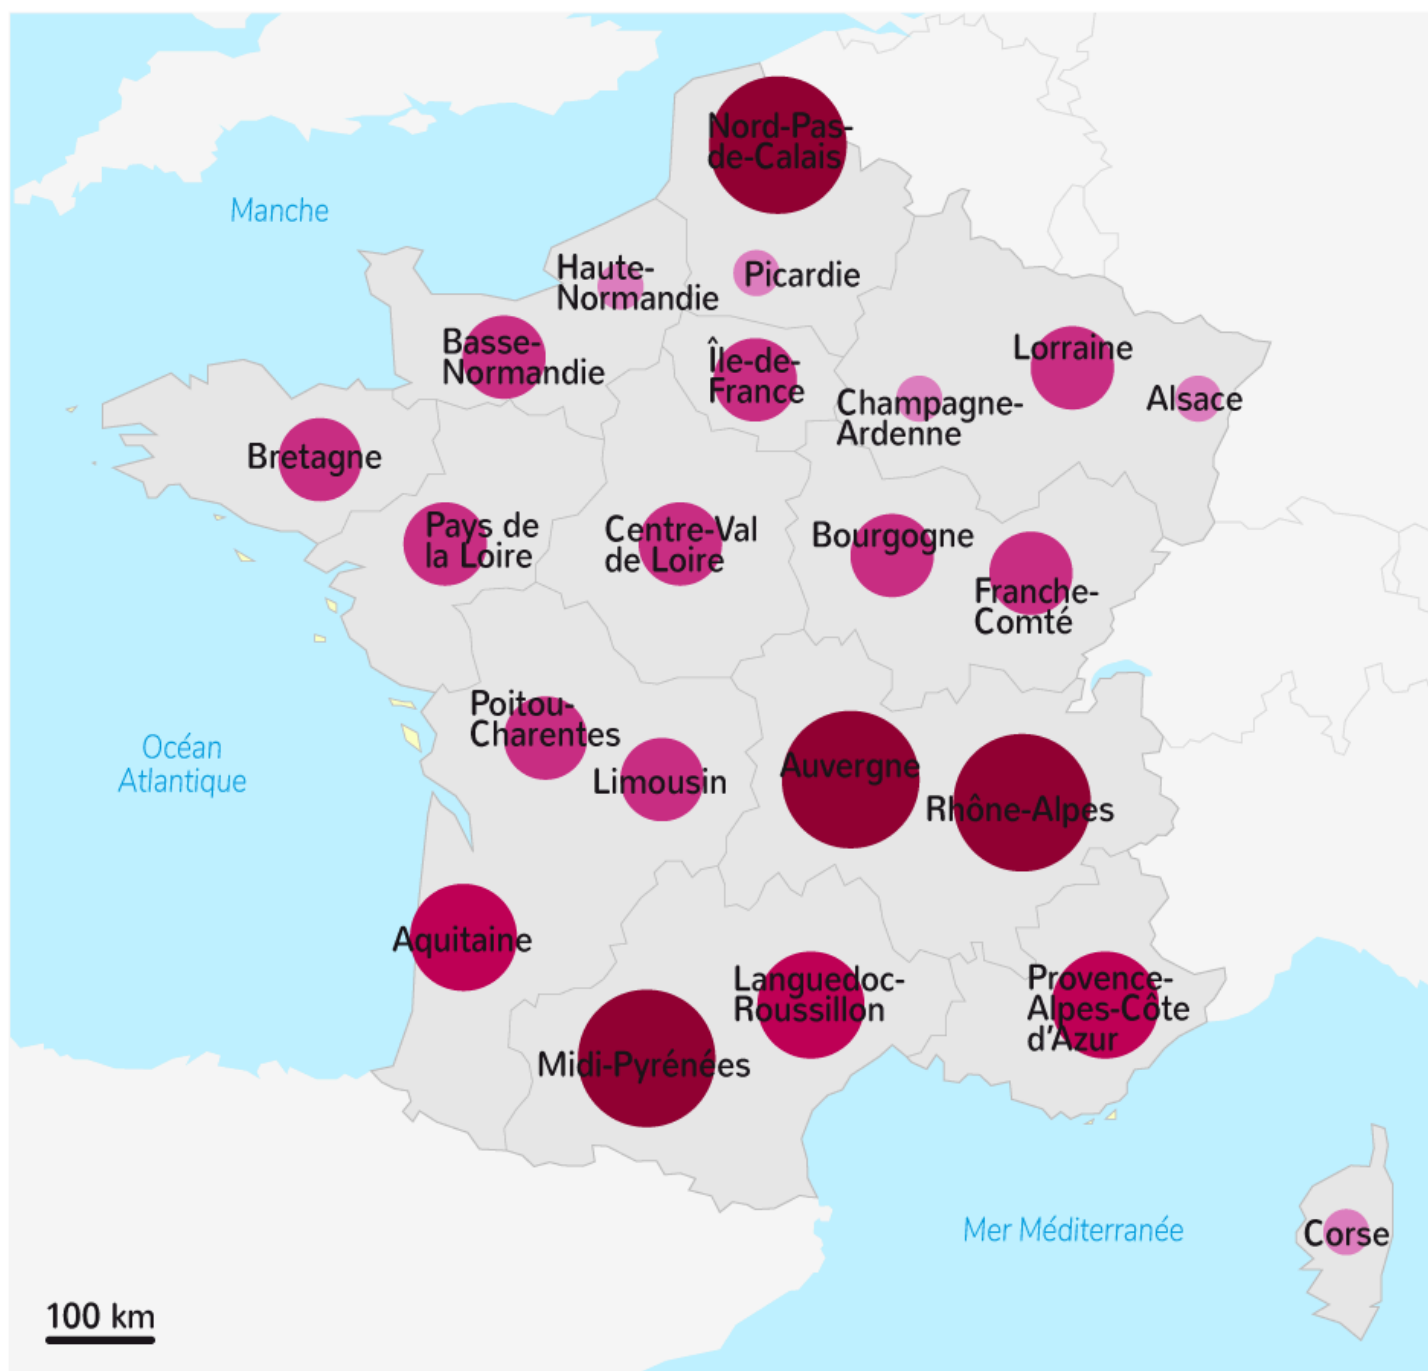 Nord-Pas-
de-Calais
Manche
Haute-
Normandie
Picardie
Basse-
Normandie
Île-de-
France
Lorraine
Champagne-
Ardenne
Alsace
Bretagne
Pays de
la Loire
Centre-Val
de Loire
Bourgogne
Franche-
Comté
Poitou-
Charentes
Limousin
Océan
Atlantique
Auvergne
Rhône-Alpes
Aquitaine
Languedoc-
Roussillon
Provence-
Alpes-Côte
d'Azur
Midi-Pyrénées
Mer Méditerranée
Corse
100 km